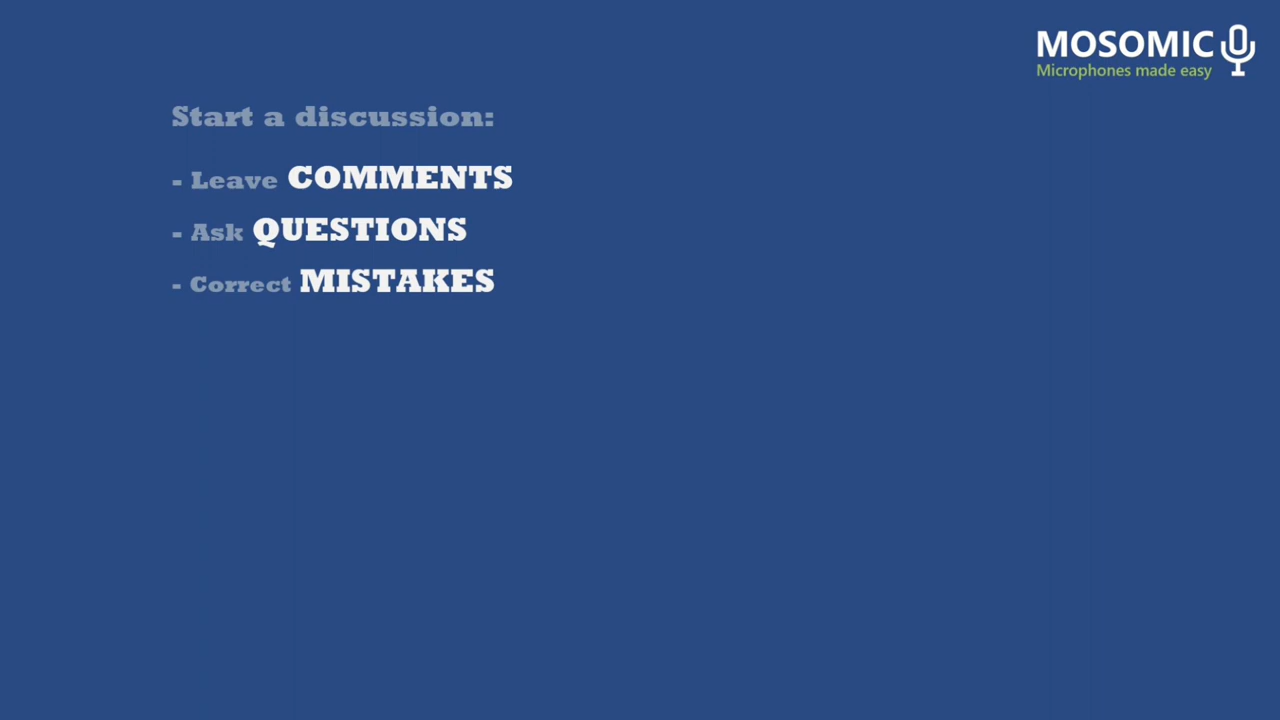 MOSOMIC
Microphones made easy
Start a discussion:
- Leave COMMENTS
- Ask QUESTIONS
- Correct MISTAKES